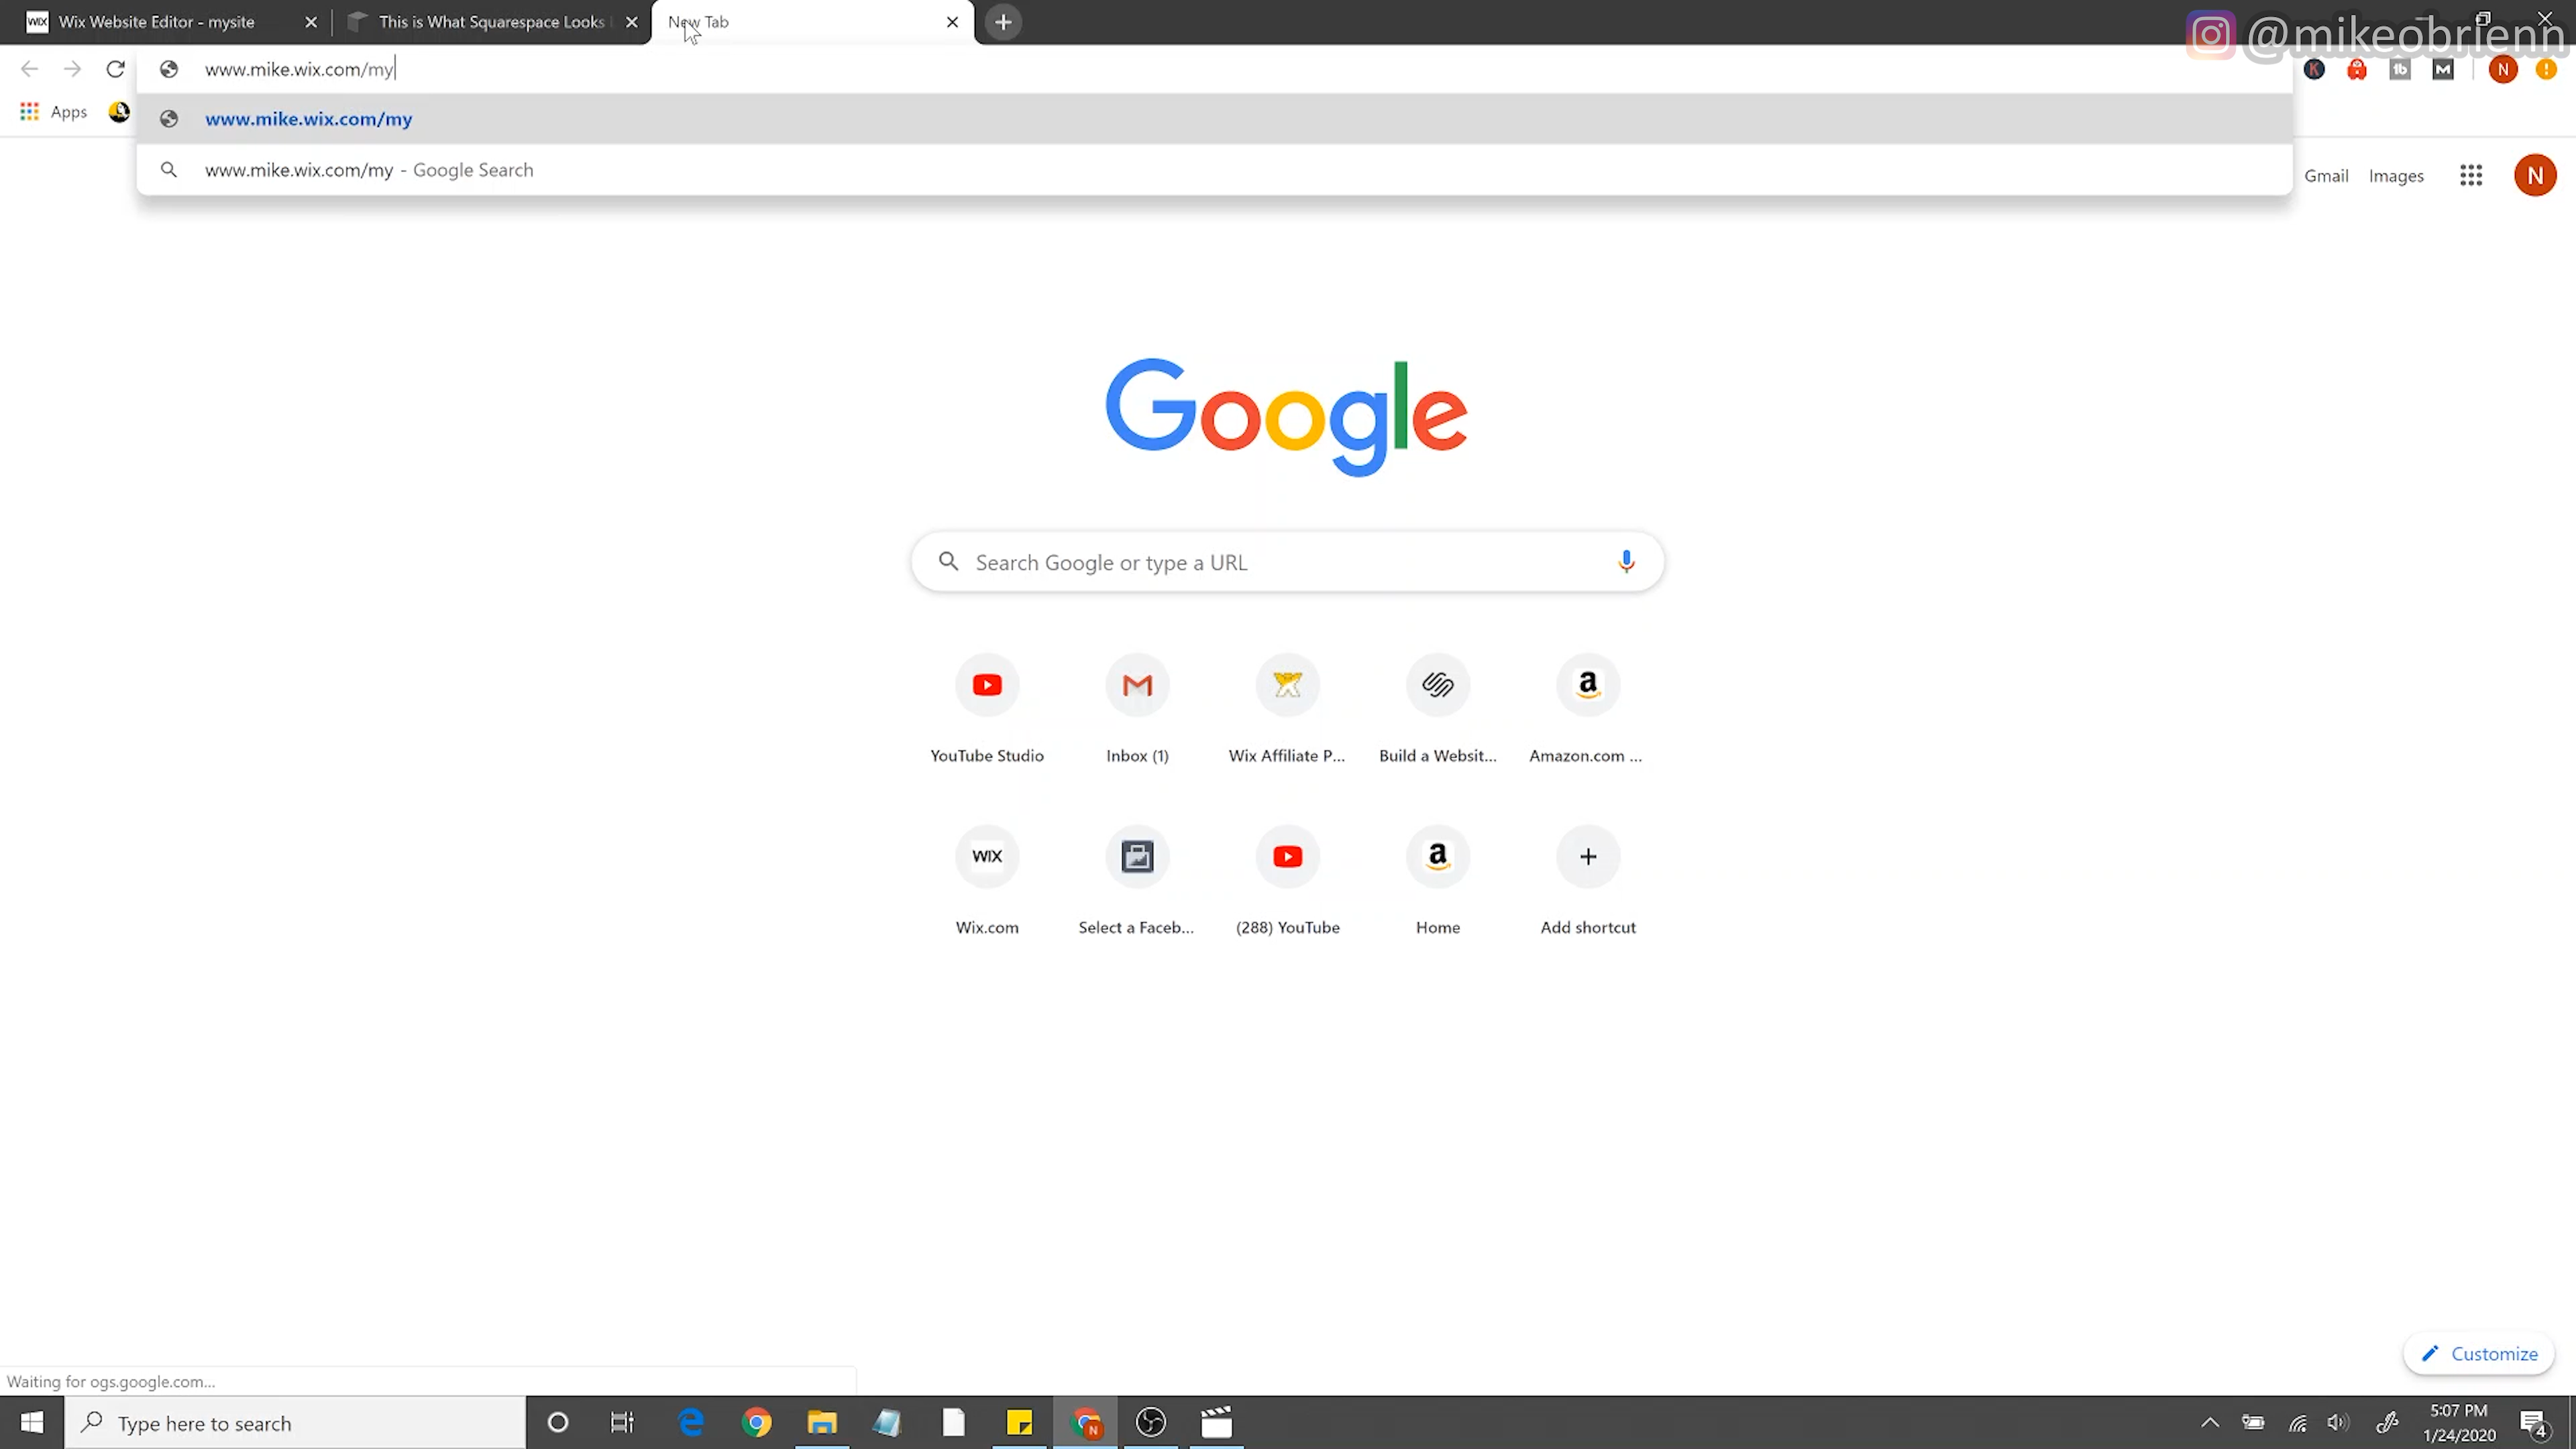 WIX Wix Website Editor - mysite
This is What Squarespace Looks
New Tab
@mikeobrienn
www.mike.wix.com/my
K
tb
M
N
Apps
www.mike.wix.com/my
www.mike.wix.com/my - Google Search
Gmail Images N
Google
Search Google or type a URL
YouTube Studio Inbox (1) Wix Affiliate P... Build a Websit... Amazon.com ...
WIX
Wix.com Select a Faceb... (288) YouTube Home Add shortcut
Customize
Waiting for ogs.google.com...
Type here to search
N
5:07 PM
1/24/2020
4